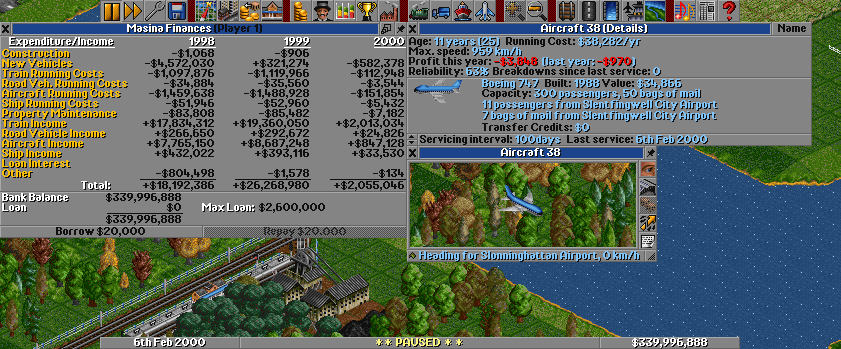 Masina Finances (Player 1)
Expenditure/Income 1998 1999 2000
Construction -$1,068 -$906
New Vehicles -$4,572,030 +$321,274 -$582,378
Train Running Costs -$1,097,876 -$1,119,966 -$112,948
Road Veh. Running Costs -$34,884 -$35,560 -$3,544
Aircraft Running Costs -$1,459,638 -$1,488,928 -$151,854
Ship Running Costs -$51,946 -$52,960 -$5,432
Property Maintenance -$83,808 -$85,482 -$7,182
Train Income +$17,834,312 +$19,360,050 +$2,013,034
Road Vehicle Income +$266,650 +$292,672 +$24,826
Aircraft Income +$7,765,150 +$8,687,248 +$847,128
Ship Income +$432,022 +$393,116 +$33,530
Loan Interest
Other -$804,498 -$1,578 -$134
Total: +$18,192,386 +$26,268,980 +$2,055,046
Bank Balance $339,996,888
Loan $0 Max Loan: $2,600,000
$339,996,888
Borrow $20,000 Repay $20,000
Aircraft 38 (Details) Name
Age: 11 years (25) Running Cost: $38,282/yr
Max. speed: 959 km/h
Profit this year: -$3,848 (last year: -$970)
Reliability: 63% Breakdowns since last service: 0
Boeing 747 Built: 1988 Value: $34,866
Capacity: 300 passengers, 50 bags of mail
11 passengers from Slentfingwell City Airport
7 bags of mail from Slentfingwell City Airport
Transfer Credits: $0
Servicing interval: 100days Last service: 6th Feb 2000
Aircraft 38
Heading for Slonninghattan Airport, 0 km/h
6th Feb 2000 * * PAUSED * * $339,996,888